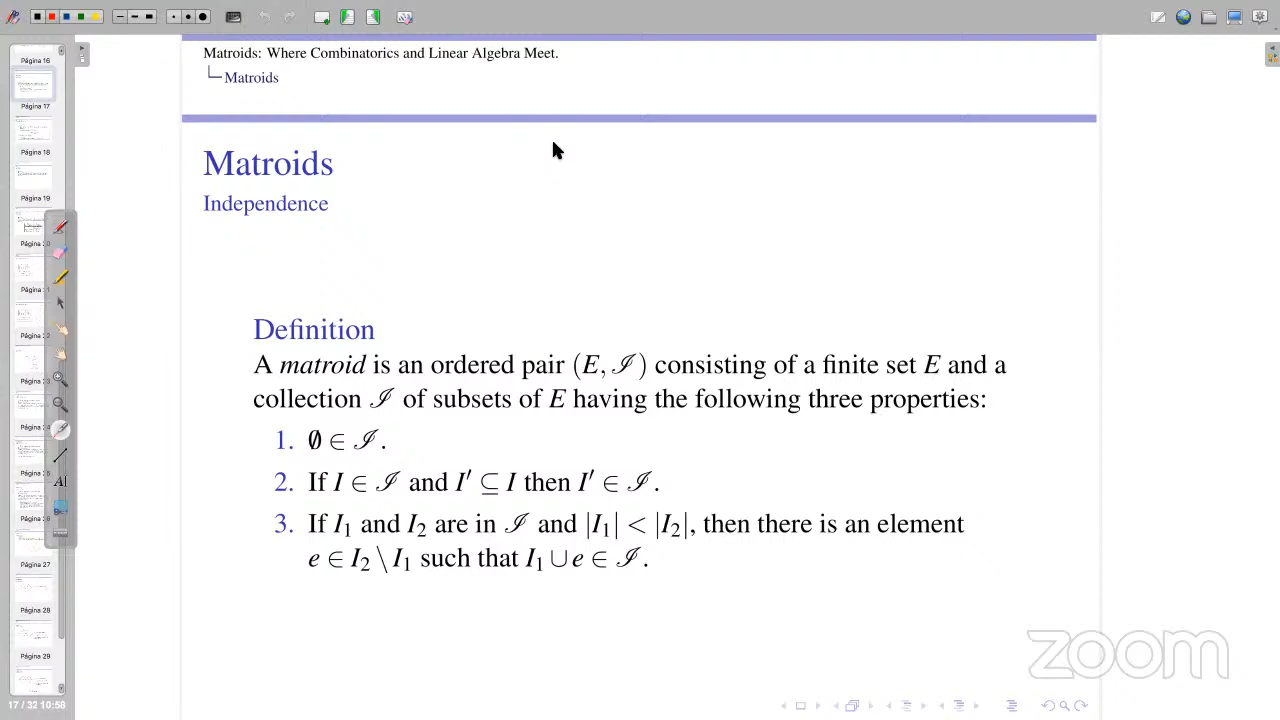 Matroids: Where Combinatorics and Linear Algebra Meet.
Matroids
Matroids
Independence
Definition
A matroid is an ordered pair (E, ℐ) consisting of a finite set E and a
collection ℐ of subsets of E having the following three properties:
1. ∅ ∈ ℐ.
2. If I ∈ ℐ and I′ ⊆ I then I′ ∈ ℐ.
3. If I₁ and I₂ are in ℐ and |I₁| < |I₂|, then there is an element
e ∈ I₂ \ I₁ such that I₁ ∪ e ∈ ℐ.
Página 16
Página 17
Página 18
Página 19
Página 27
Página 28
Página 29
17 / 32 10:58
zoom